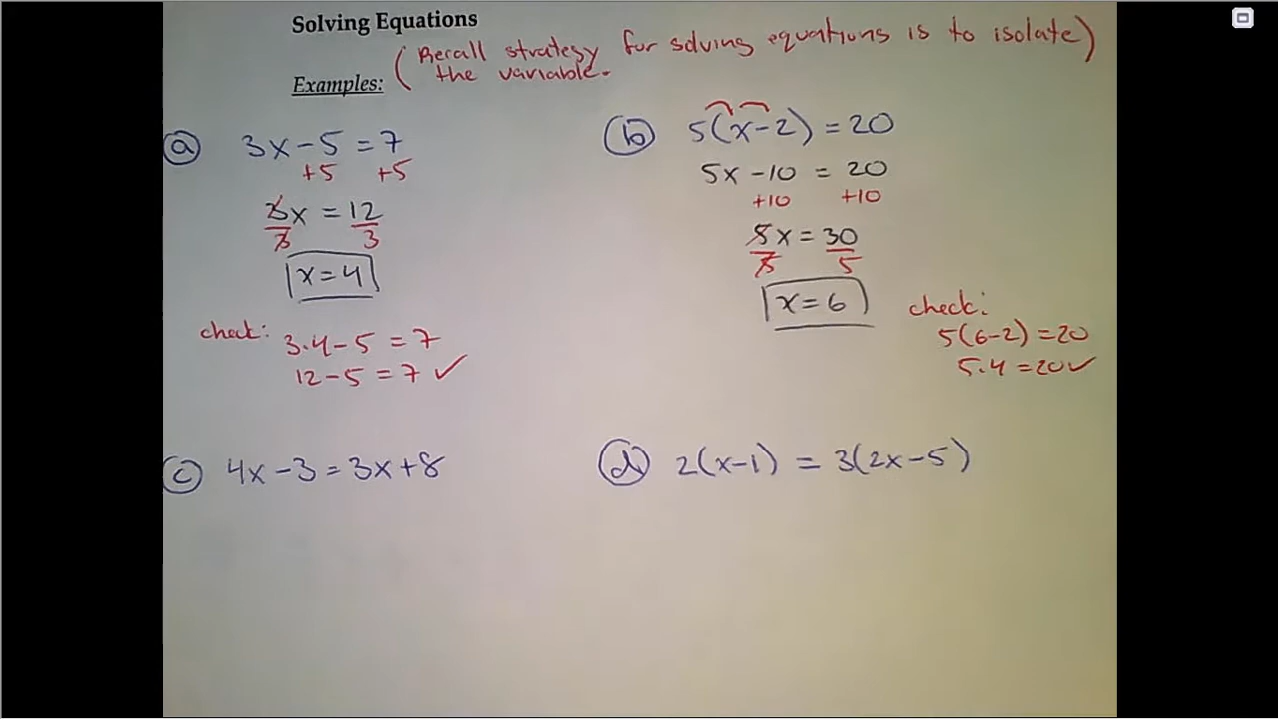 Solving Equations
(Recall strategy for solving equations is to isolate)
the variable.
Examples:
a 3x-5=7
+5 +5
3x = 12
3 3
x=4
check: 3·4-5=7
12-5=7 ✓
b 5(x-2)=20
5x-10 = 20
+10 +10
5x=30
5 5
x=6
check:
5(6-2)=20
5·4=20✓
c 4x-3=3x+8
d 2(x-1) = 3(2x-5)